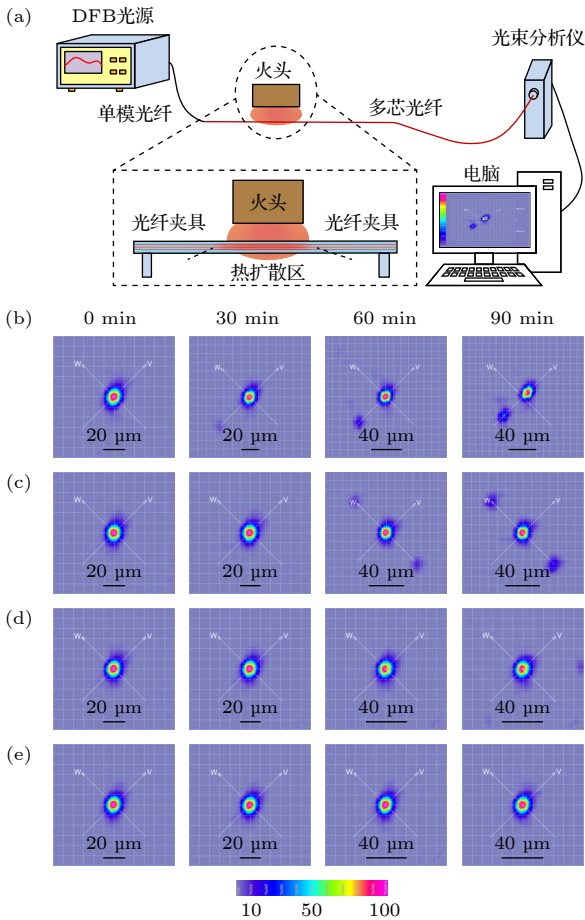 (a)
DFB光源
光束分析仪
火头
单模光纤
多芯光纤
电脑
火头
光纤夹具
光纤夹具
热扩散区
(b)
0 min
30 min
60 min
90 min
W V
W V
W V
W V
20 µm
20 µm
40 µm
40 µm
(c)
W V
W V
W V
W V
20 µm
20 µm
40 µm
40 µm
(d)
W V
W V
W V
W V
20 µm
20 µm
40 µm
40 µm
(e)
W V
W V
W V
W V
20 µm
20 µm
40 µm
40 µm
10 50 100